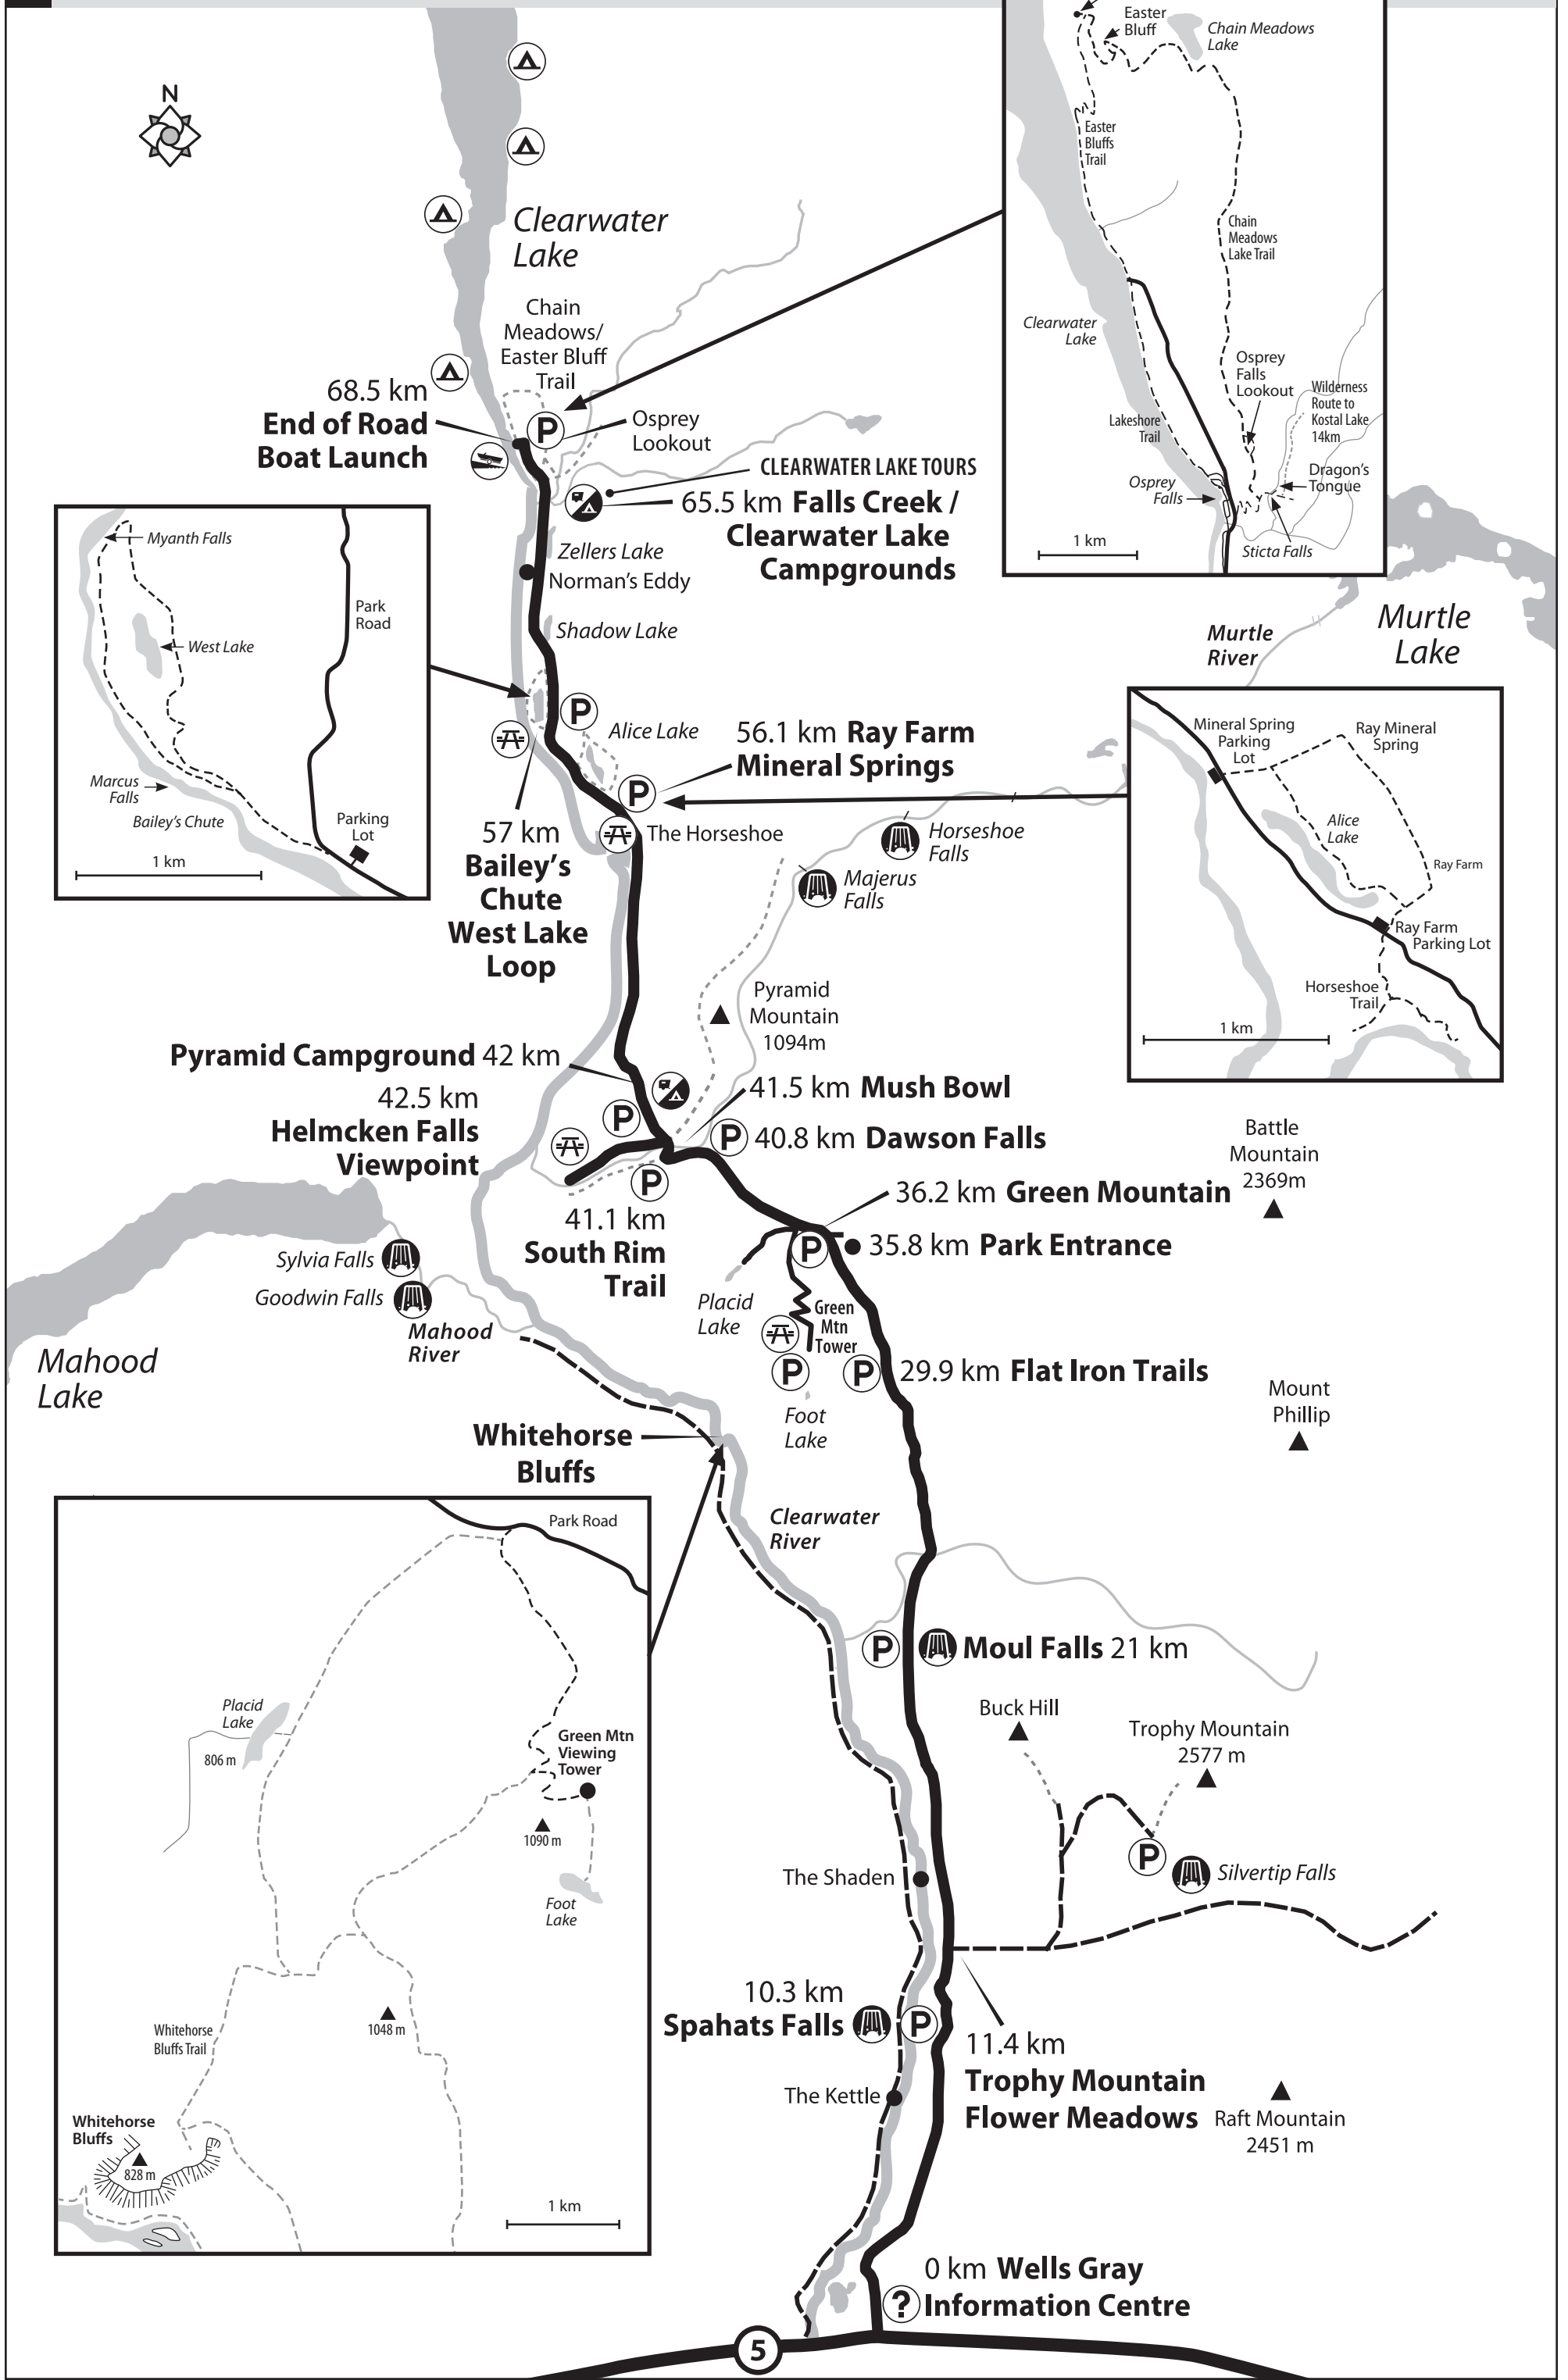 N
Clearwater
Lake
Chain
Meadows/
Easter Bluff
Trail
68.5 km
End of Road
Boat Launch
P
Osprey
Lookout
CLEARWATER LAKE TOURS
65.5 km Falls Creek /
Clearwater Lake
Campgrounds
Zellers Lake
Norman's Eddy
Shadow Lake
Easter
Bluff
Chain Meadows
Lake
Easter
Bluffs
Trail
Chain
Meadows
Lake Trail
Clearwater
Lake
Osprey
Falls
Lookout
Wilderness
Route to
Kostal Lake
14km
Lakeshore
Trail
Dragon's
Tongue
Osprey
Falls
1 km
Sticta Falls
Murtle
River
Murtle
Lake
Myanth Falls
Park
Road
West Lake
Marcus
Falls
Bailey's Chute
Parking
Lot
1 km
P
Alice Lake
56.1 km Ray Farm
Mineral Springs
P
57 km
Bailey's
Chute
West Lake
Loop
The Horseshoe
Horseshoe
Falls
Majerus
Falls
Mineral Spring
Parking
Lot
Ray Mineral
Spring
Alice
Lake
Ray Farm
Ray Farm
Parking Lot
Horseshoe
Trail
1 km
Pyramid
Mountain
1094m
Pyramid Campground 42 km
42.5 km
Helmcken Falls
Viewpoint
P
41.5 km Mush Bowl
P
40.8 km Dawson Falls
P
41.1 km
South Rim
Trail
Battle
Mountain
2369m
36.2 km Green Mountain
P
35.8 km Park Entrance
Sylvia Falls
Goodwin Falls
Mahood
River
Mahood
Lake
Placid
Lake
Green
Mtn
Tower
P
P
29.9 km Flat Iron Trails
Foot
Lake
Mount
Phillip
Whitehorse
Bluffs
Clearwater
River
Park Road
Placid
Lake
806 m
Green Mtn
Viewing
Tower
1090 m
Foot
Lake
1048 m
Whitehorse
Bluffs Trail
Whitehorse
Bluffs
828 m
1 km
P
Moul Falls 21 km
Buck Hill
Trophy Mountain
2577 m
P
Silvertip Falls
The Shaden
10.3 km
Spahats Falls
P
11.4 km
Trophy Mountain
Flower Meadows
The Kettle
Raft Mountain
2451 m
0 km Wells Gray
Information Centre
?
5